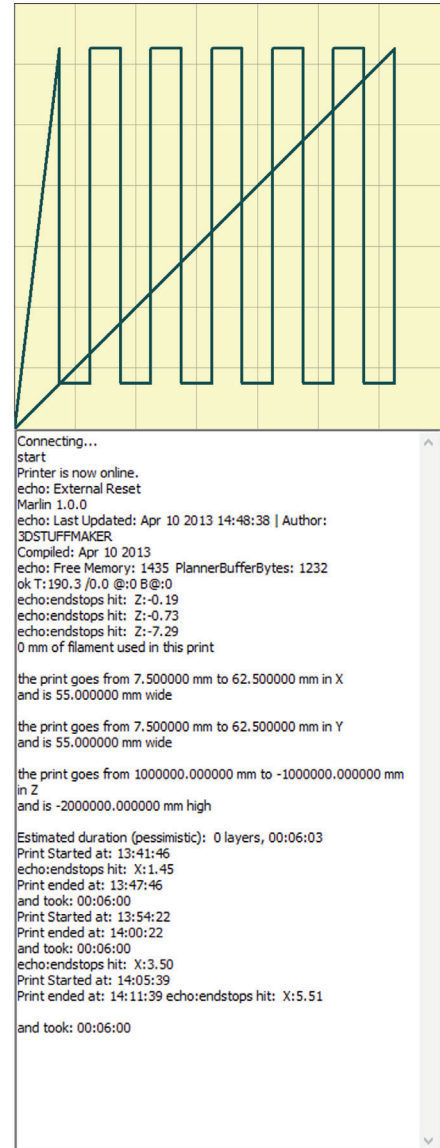 Connecting...
start
Printer is now online.
echo: External Reset
Marlin 1.0.0
echo: Last Updated: Apr 10 2013 14:48:38 | Author:
3DSTUFFMAKER
Compiled: Apr 10 2013
echo: Free Memory: 1435  PlannerBufferBytes: 1232
ok T:190.3 /0.0 @:0 B@:0
echo:endstops hit:  Z:-0.19
echo:endstops hit:  Z:-0.73
echo:endstops hit:  Z:-7.29
0 mm of filament used in this print
the print goes from 7.500000 mm to 62.500000 mm in X
and is 55.000000 mm wide
the print goes from 7.500000 mm to 62.500000 mm in Y
and is 55.000000 mm wide
the print goes from 1000000.000000 mm to -1000000.000000 mm
in Z
and is -2000000.000000 mm high
Estimated duration (pessimistic):  0 layers, 00:06:03
Print Started at: 13:41:46
echo:endstops hit:  X:1.45
Print ended at: 13:47:46
and took: 00:06:00
Print Started at: 13:54:22
Print ended at: 14:00:22
and took: 00:06:00
echo:endstops hit:  X:3.50
Print Started at: 14:05:39
Print ended at: 14:11:39 echo:endstops hit:  X:5.51
and took: 00:06:00